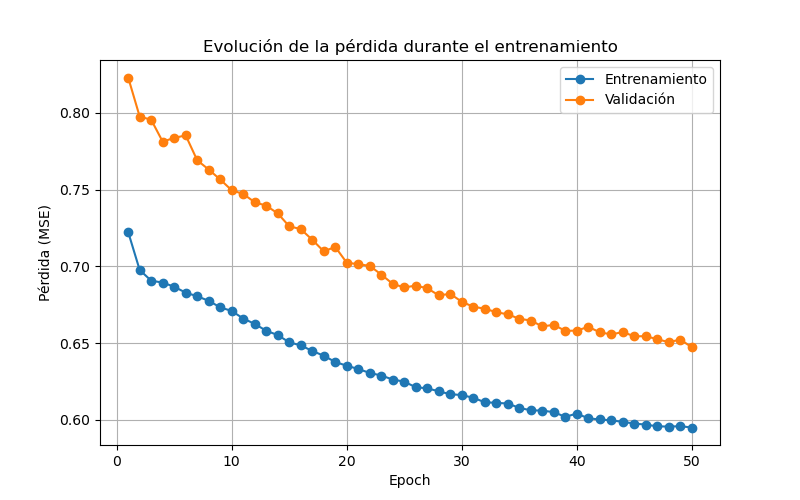 Evolución de la pérdida durante el entrenamiento
Entrenamiento
Validación
Pérdida (MSE)
0.80
0.75
0.70
0.65
0.60
0
10
20
30
40
50
Epoch